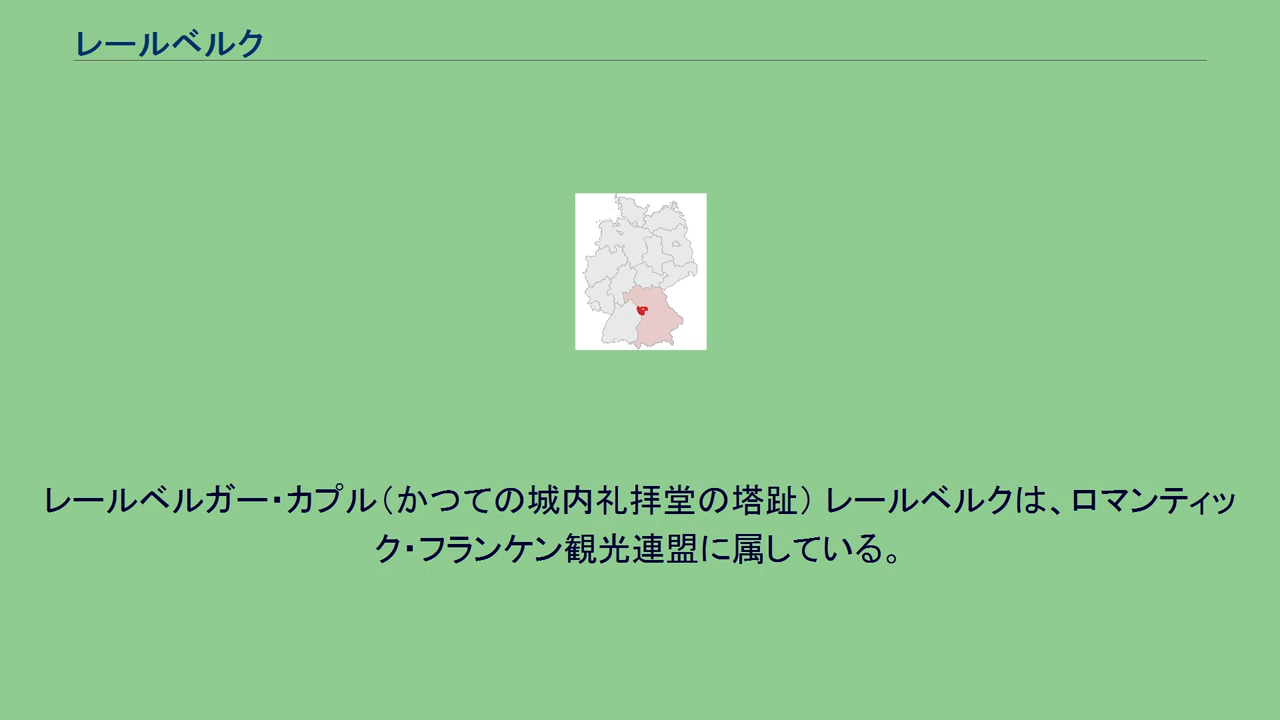 レールベルク
レールベルガー・カプル（かつての城内礼拝堂の塔趾） レールベルクは、ロマンティッ
ク・フランケン観光連盟に属している。